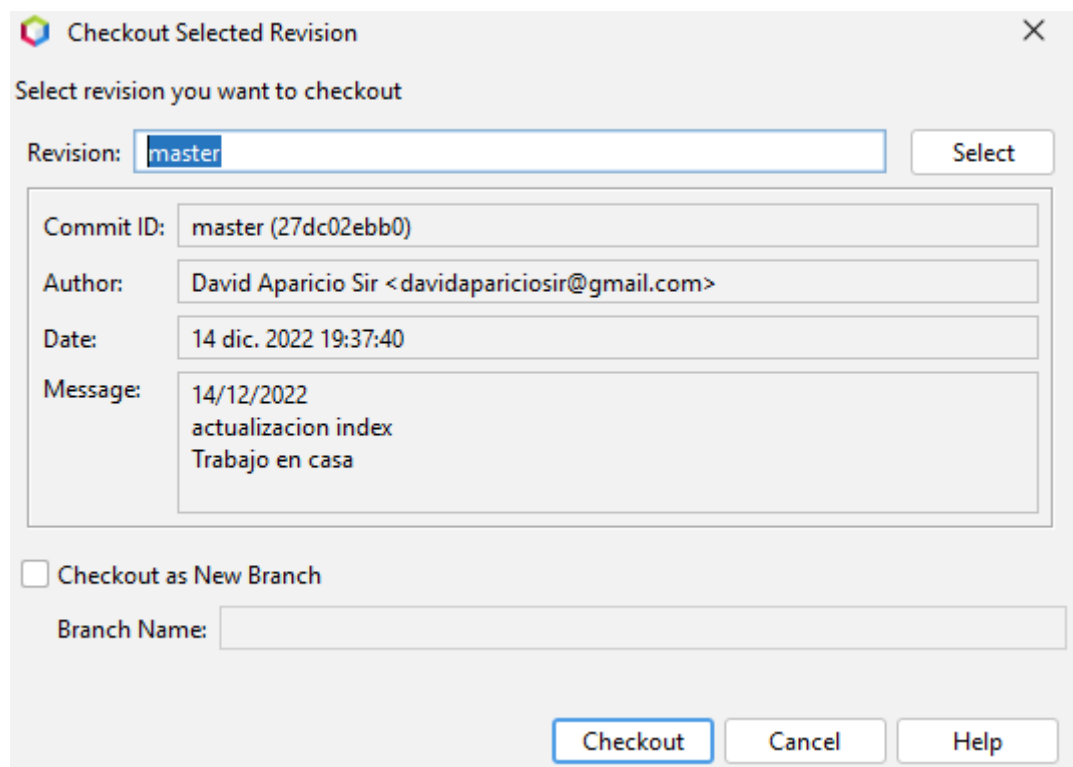 Checkout Selected Revision
Select revision you want to checkout
Revision: master Select
Commit ID: master (27dc02ebb0)
Author: David Aparicio Sir <davidapariciosir@gmail.com>
Date: 14 dic. 2022 19:37:40
Message: 14/12/2022
actualizacion index
Trabajo en casa
Checkout as New Branch
Branch Name:
Checkout Cancel Help